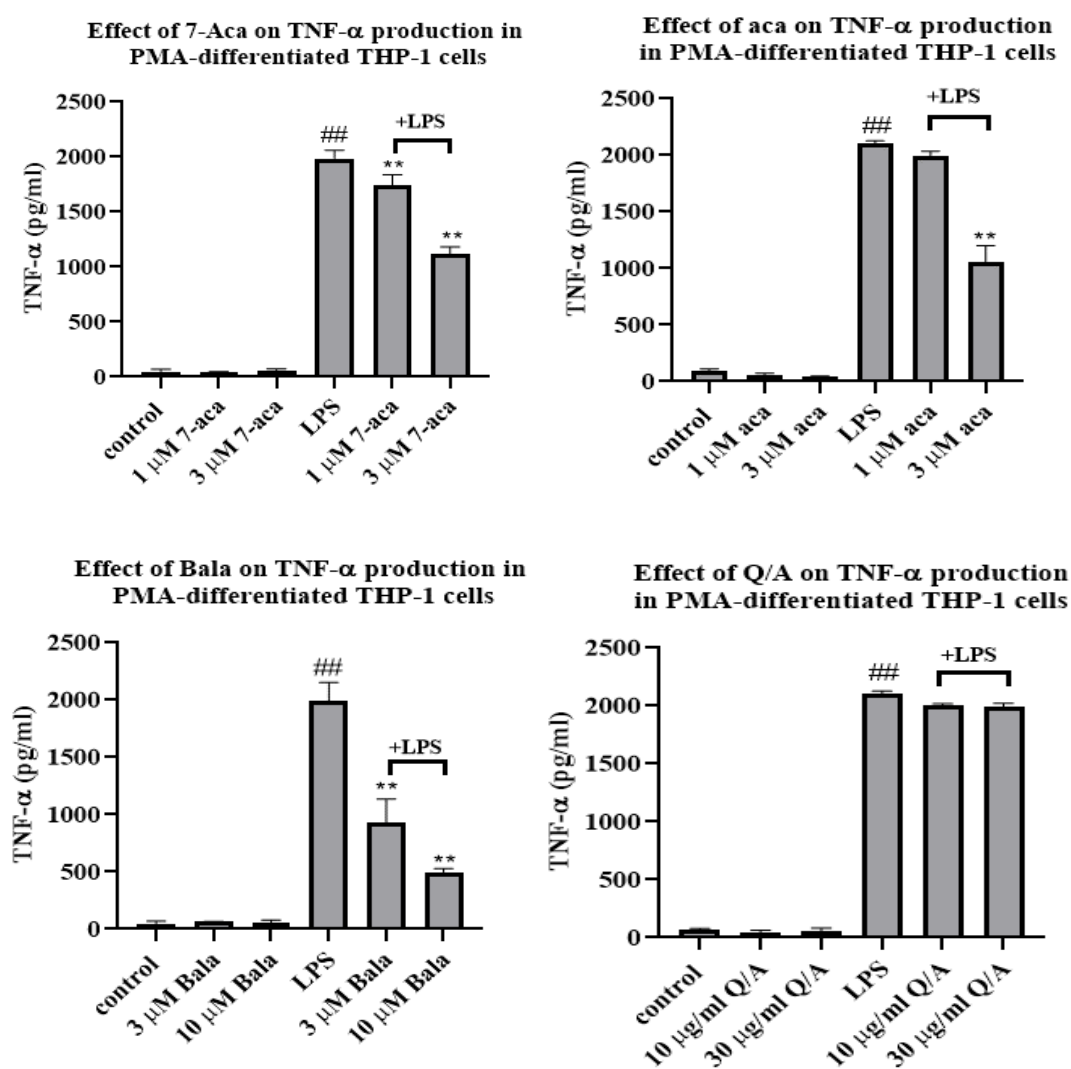 Effect of 7-Aca on TNF-α production in
PMA-differentiated THP-1 cells
TNF-α (pg/ml)
2500
2000
1500
1000
500
0
##
**
+LPS
**
control
1 μM 7-aca
3 μM 7-aca
LPS
1 μM 7-aca
3 μM 7-aca
Effect of aca on TNF-α production
in PMA-differentiated THP-1 cells
TNF-α (pg/ml)
2500
2000
1500
1000
500
0
##
+LPS
**
control
1 μM aca
3 μM aca
LPS
1 μM aca
3 μM aca
Effect of Bala on TNF-α production in
PMA-differentiated THP-1 cells
TNF-α (pg/ml)
2500
2000
1500
1000
500
0
##
+LPS
**
**
control
3 μM Bala
10 μM Bala
LPS
3 μM Bala
10 μM Bala
Effect of Q/A on TNF-α production
in PMA-differentiated THP-1 cells
TNF-α (pg/ml)
2500
2000
1500
1000
500
0
##
+LPS
control
10 μg/ml Q/A
30 μg/ml Q/A
LPS
10 μg/ml Q/A
30 μg/ml Q/A